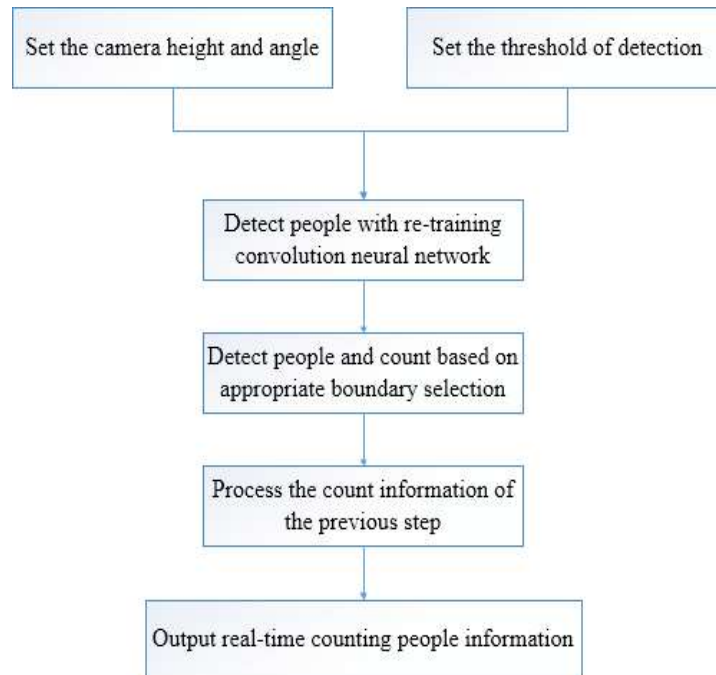 Set the camera height and angle
Set the threshold of detection
Detect people with re-training
convolution neural network
Detect people and count based on
appropriate boundary selection
Process the count information of
the previous step
Output real-time counting people information